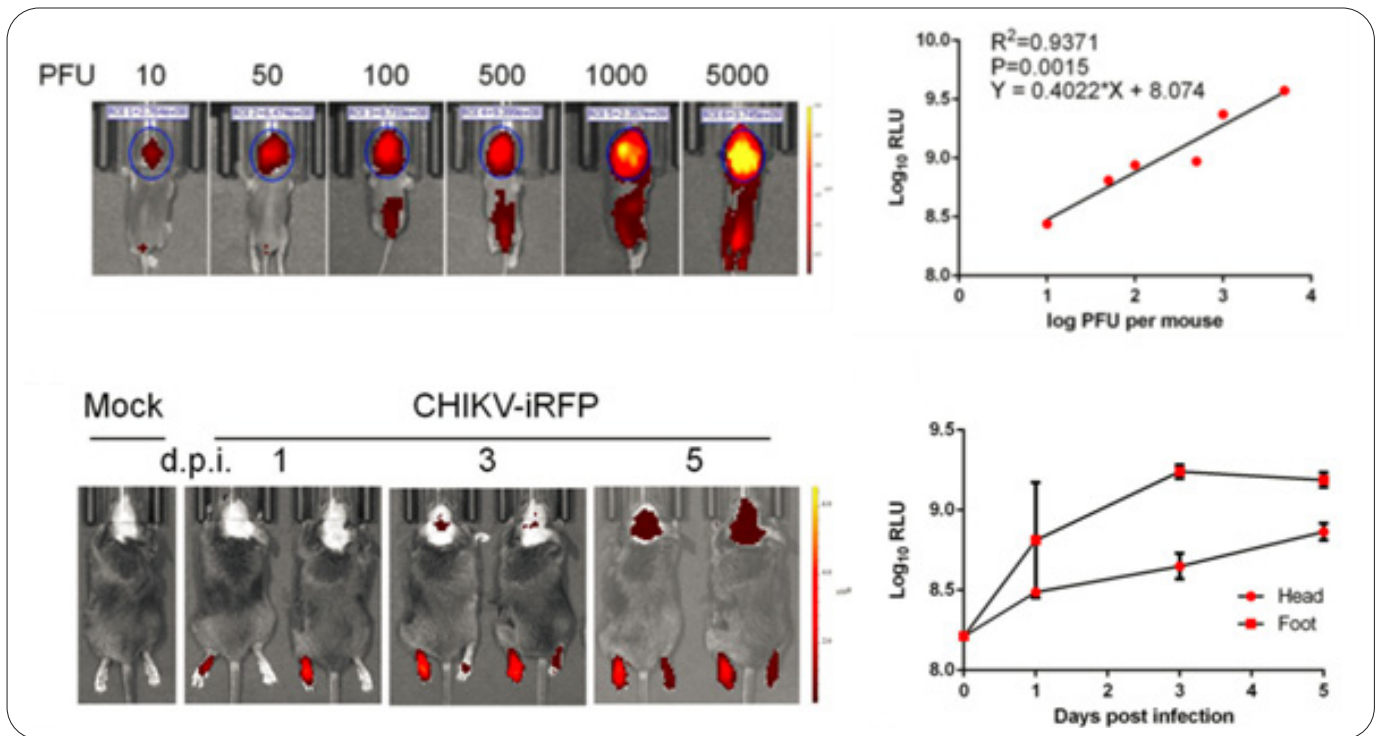 PFU 10 50 100 500 1000 5000
R²=0.9371
P=0.0015
Y = 0.4022*X + 8.074
Log₁₀ RLU
10.0
9.5
9.0
8.5
8.0
0 1 2 3 4
log PFU per mouse
Mock CHIKV-iRFP
d.p.i. 1 3 5
Log₁₀ RLU
9.5
9.0
8.5
8.0
Head
Foot
0 1 2 3 4 5
Days post infection